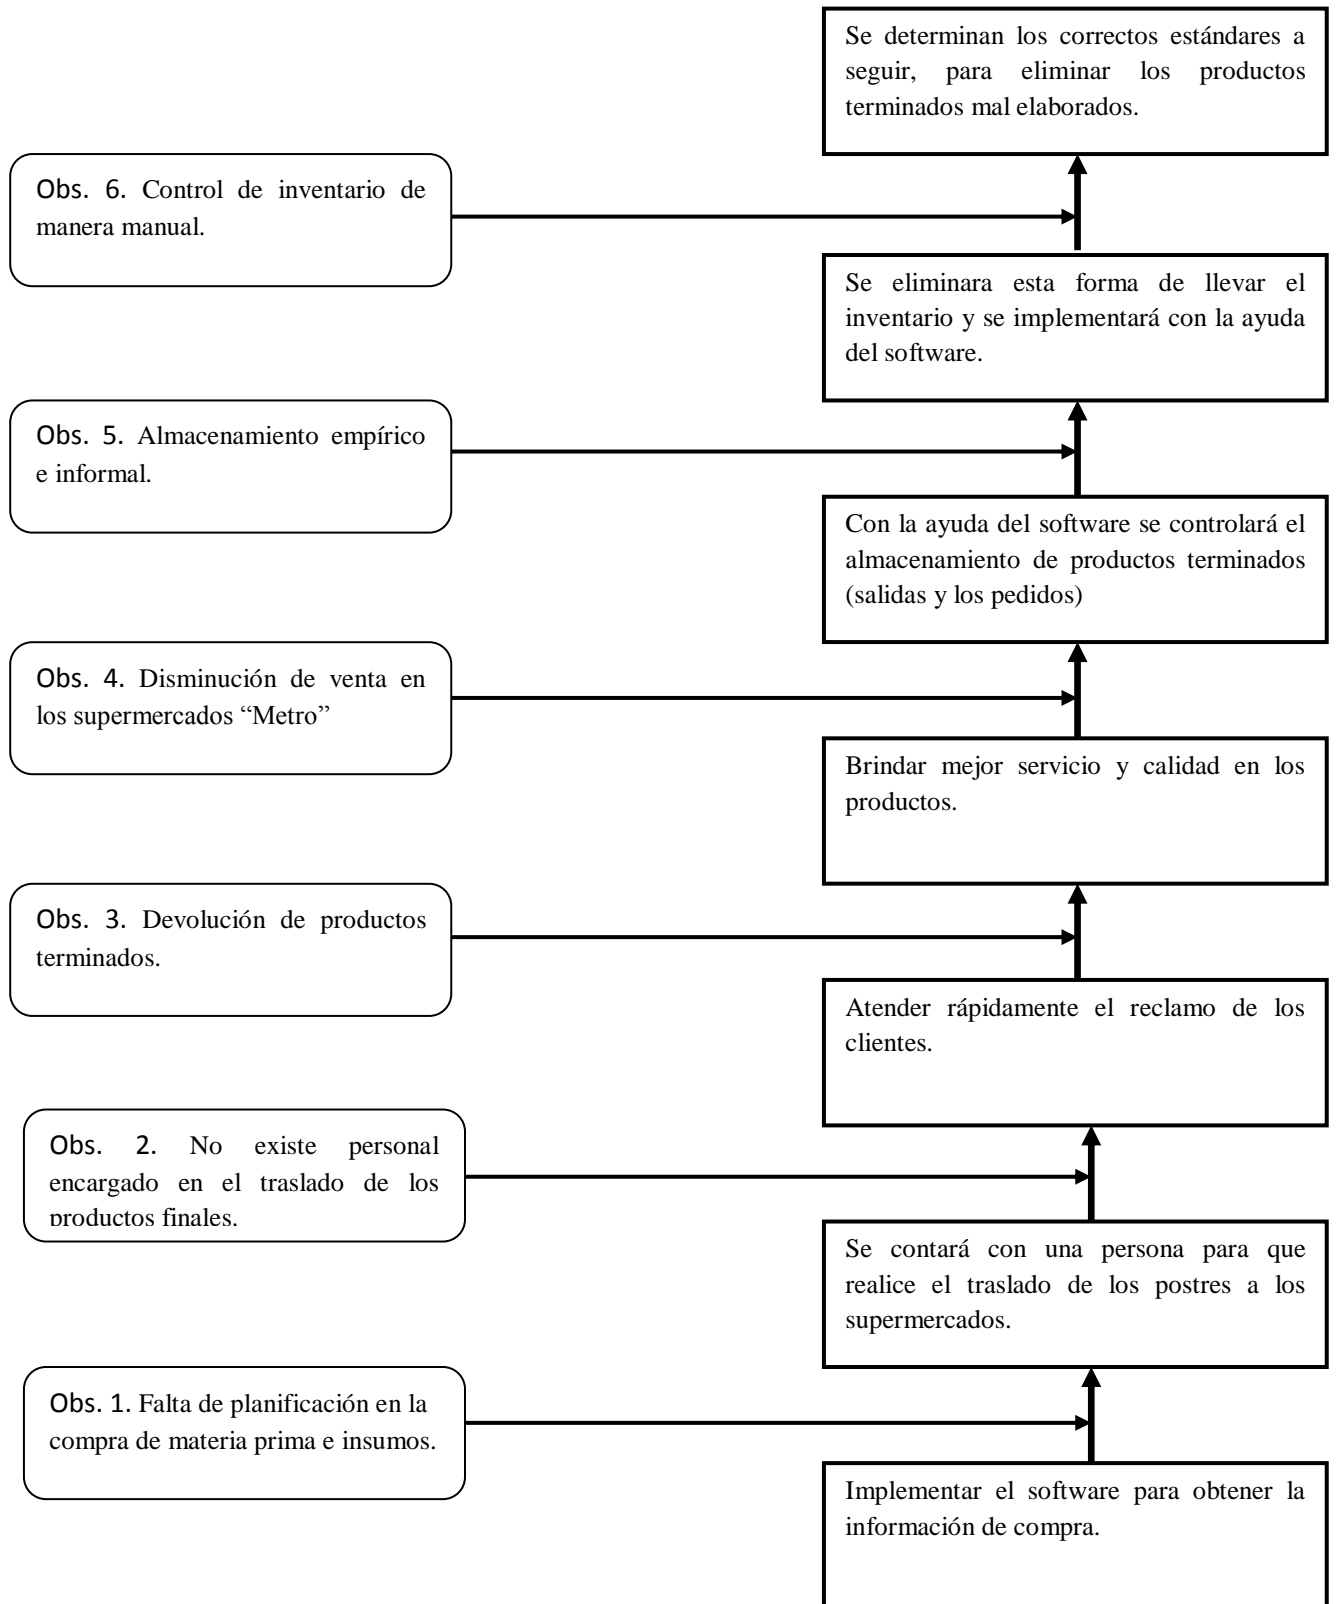 Se determinan los correctos estándares a
seguir, para eliminar los productos
terminados mal elaborados.
Obs. 6. Control de inventario de
manera manual.
Se eliminara esta forma de llevar el
inventario y se implementará con la ayuda
del software.
Obs. 5. Almacenamiento empírico
e informal.
Con la ayuda del software se controlará el
almacenamiento de productos terminados
(salidas y los pedidos)
Obs. 4. Disminución de venta en
los supermercados “Metro”
Brindar mejor servicio y calidad en los
productos.
Obs. 3. Devolución de productos
terminados.
Atender rápidamente el reclamo de los
clientes.
Obs. 2. No existe personal
encargado en el traslado de los
productos finales.
Se contará con una persona para que
realice el traslado de los postres a los
supermercados.
Obs. 1. Falta de planificación en la
compra de materia prima e insumos.
Implementar el software para obtener la
información de compra.